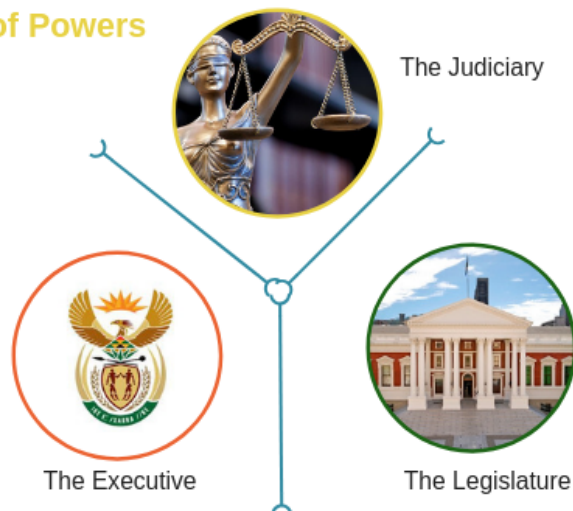 of Powers
The Judiciary
The Executive
The Legislature